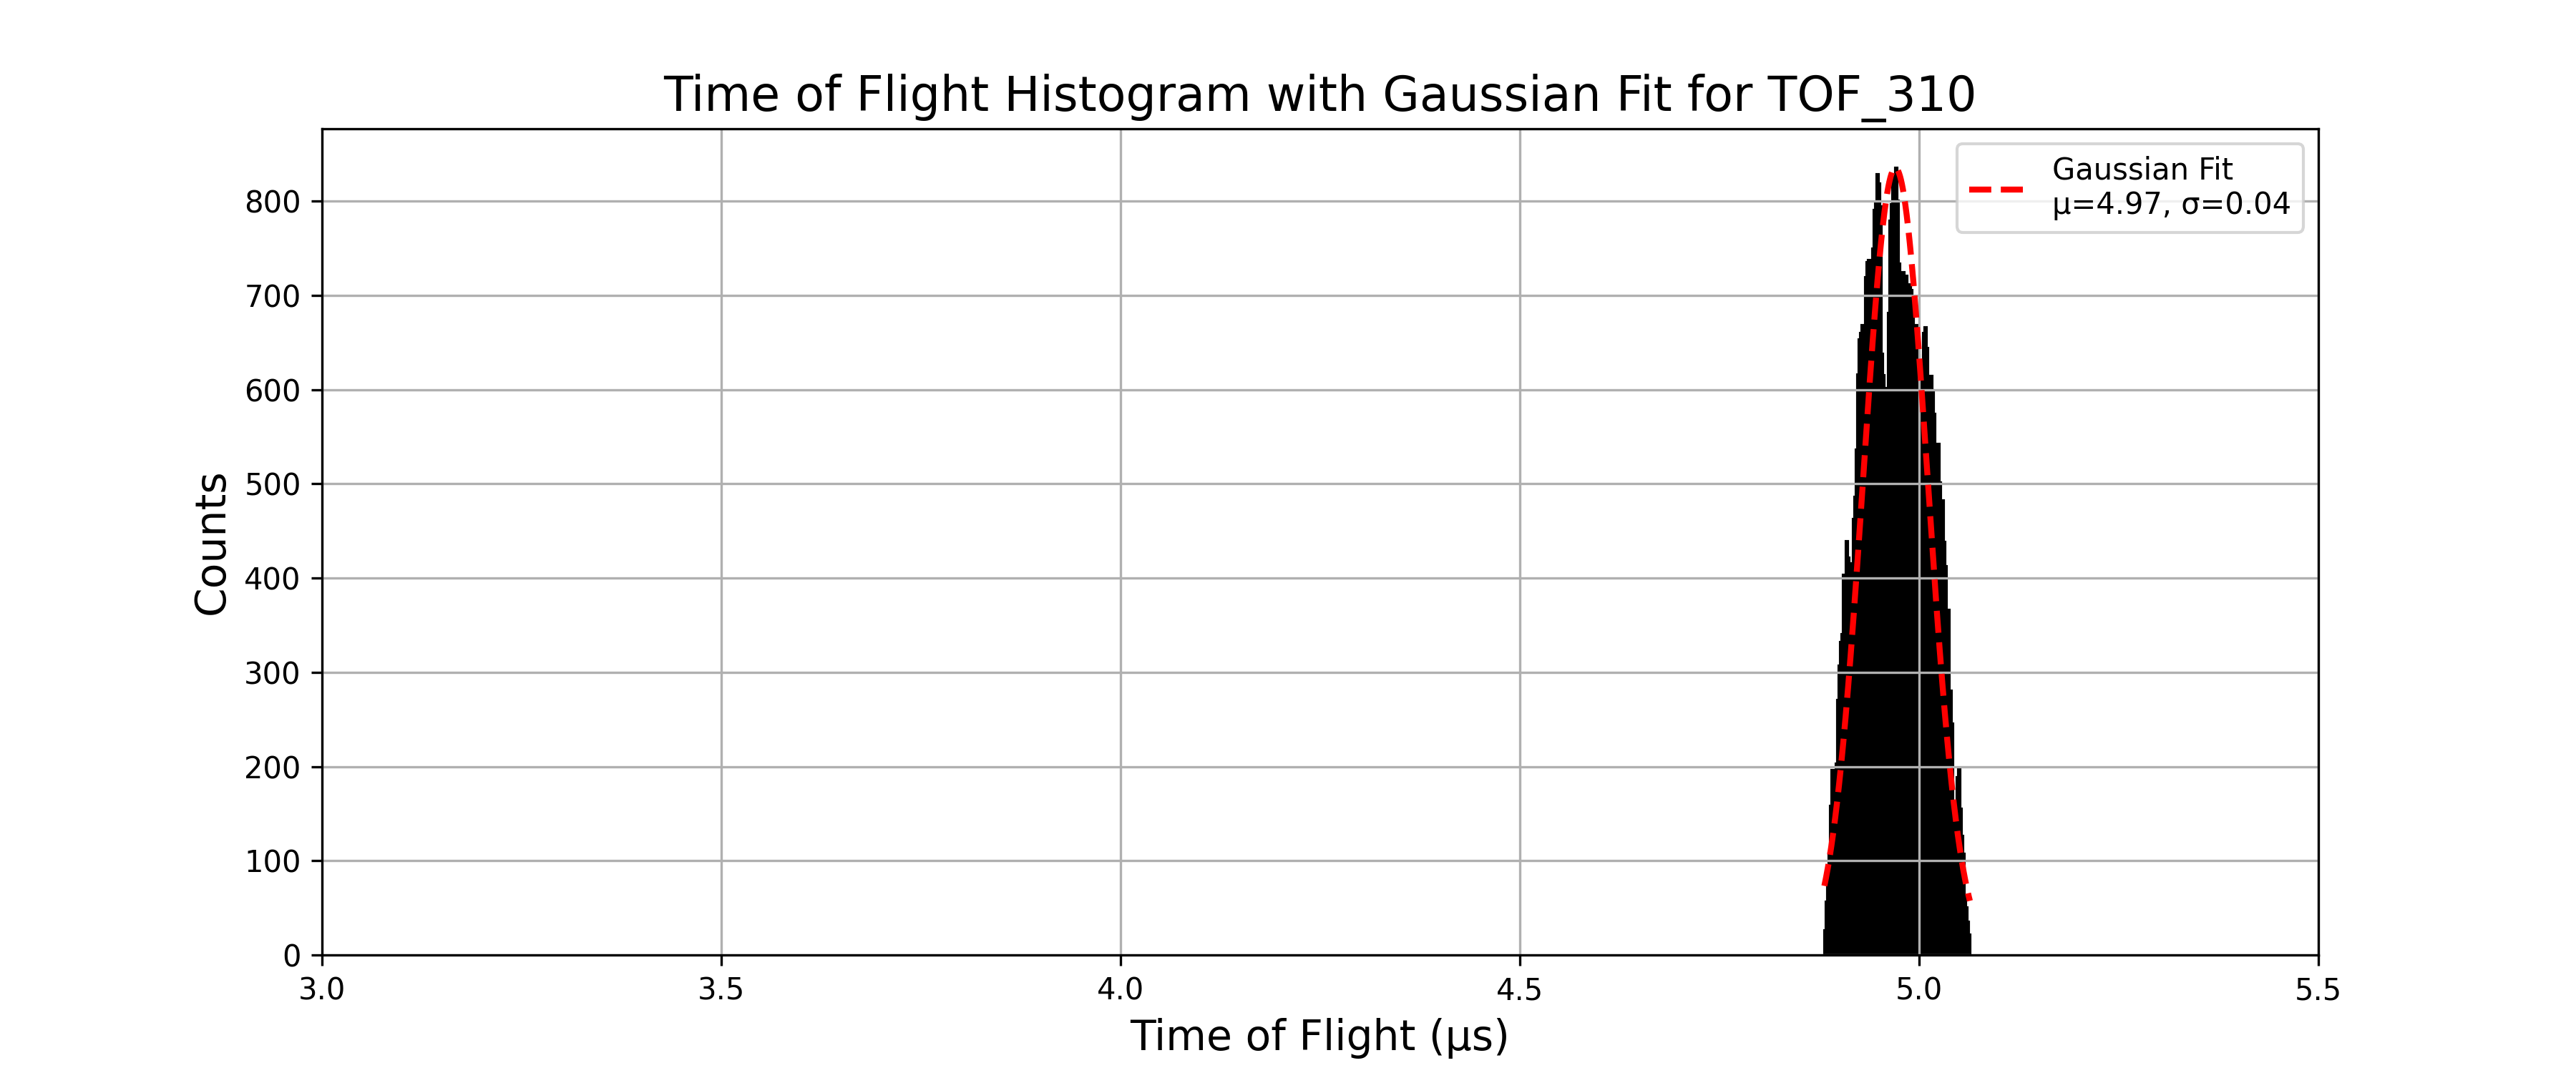 Time of Flight Histogram with Gaussian Fit for TOF_310
Gaussian Fit
μ=4.97, σ=0.04
800
700
600
500
400
300
200
100
0
Counts
3.0 3.5 4.0 4.5 5.0 5.5
Time of Flight (μs)